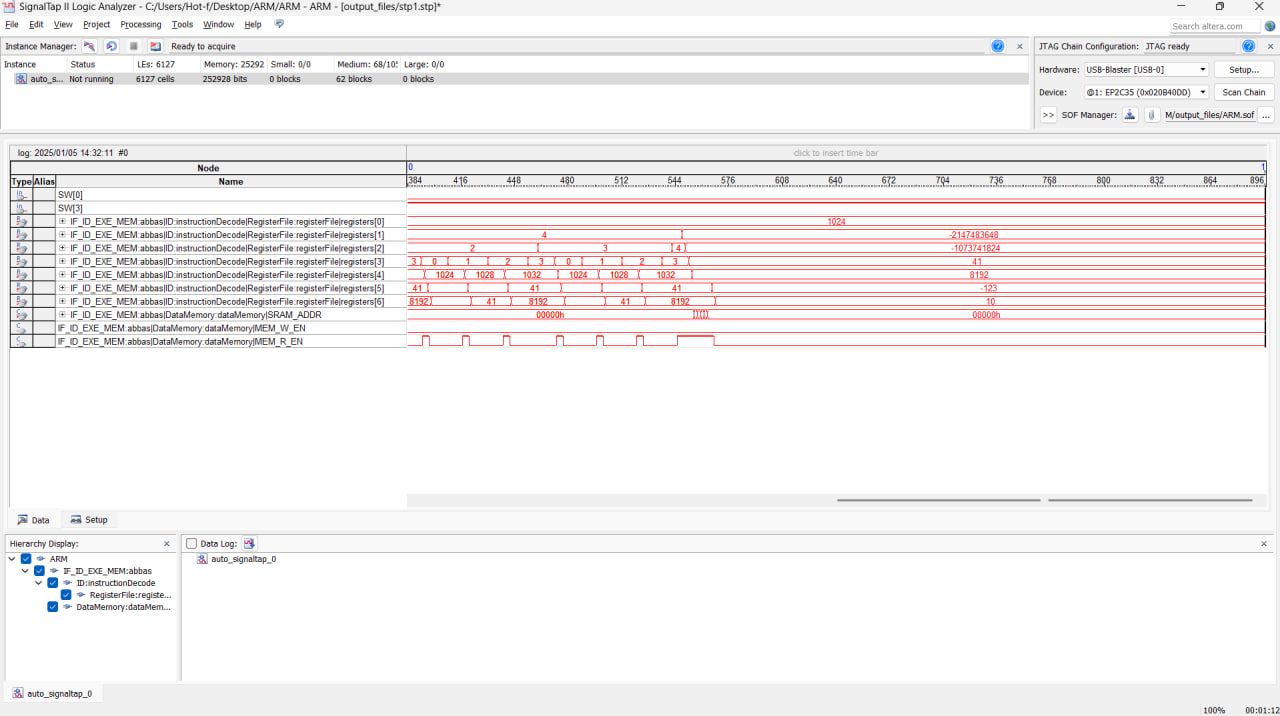 SignalTap II Logic Analyzer - C:/Users/Hot-f/Desktop/ARM/ARM - ARM - [output_files/stp1.stp]*
File Edit View Project Processing Tools Window Help
Search altera.com
Instance Manager: Ready to acquire
JTAG Chain Configuration: JTAG ready
Instance Status LEs: 6127 Memory: 25292 Small: 0/0 Medium: 68/10 Large: 0/0
auto_s... Not running 6127 cells 252928 bits 0 blocks 62 blocks 0 blocks
Hardware: USB-Blaster [USB-0] Setup...
Device: @1: EP2C35 (0x020B40DD) Scan Chain
>> SOF Manager: M/output_files/ARM.sof ...
log: 2025/01/05 14:32:11 #0 click to insert time bar
Node 0 1
Type Alias Name 384 416 448 480 512 544 576 608 640 672 704 736 768 800 832 864 896
SW[0]
SW[3]
IF_ID_EXE_MEM:abbas|ID:instructionDecode|RegisterFile:registerFile|registers[0] 1024
IF_ID_EXE_MEM:abbas|ID:instructionDecode|RegisterFile:registerFile|registers[1] 4 -2147483648
IF_ID_EXE_MEM:abbas|ID:instructionDecode|RegisterFile:registerFile|registers[2] 2 3 4 -1073741824
IF_ID_EXE_MEM:abbas|ID:instructionDecode|RegisterFile:registerFile|registers[3] 3 0 1 2 3 0 1 2 3 41
IF_ID_EXE_MEM:abbas|ID:instructionDecode|RegisterFile:registerFile|registers[4] 1024 1028 1032 1024 1028 1032 8192
IF_ID_EXE_MEM:abbas|ID:instructionDecode|RegisterFile:registerFile|registers[5] 41 41 41 -123
IF_ID_EXE_MEM:abbas|ID:instructionDecode|RegisterFile:registerFile|registers[6] 8192 41 8192 41 8192 10
IF_ID_EXE_MEM:abbas|DataMemory:dataMemory|SRAM_ADDR 00000h 00000h
IF_ID_EXE_MEM:abbas|DataMemory:dataMemory|MEM_W_EN
IF_ID_EXE_MEM:abbas|DataMemory:dataMemory|MEM_R_EN
Data Setup
Hierarchy Display: × Data Log: ×
ARM auto_signaltap_0
IF_ID_EXE_MEM:abbas
ID:instructionDecode
RegisterFile:registe...
DataMemory:dataMem...
auto_signaltap_0
100% 00:01:12